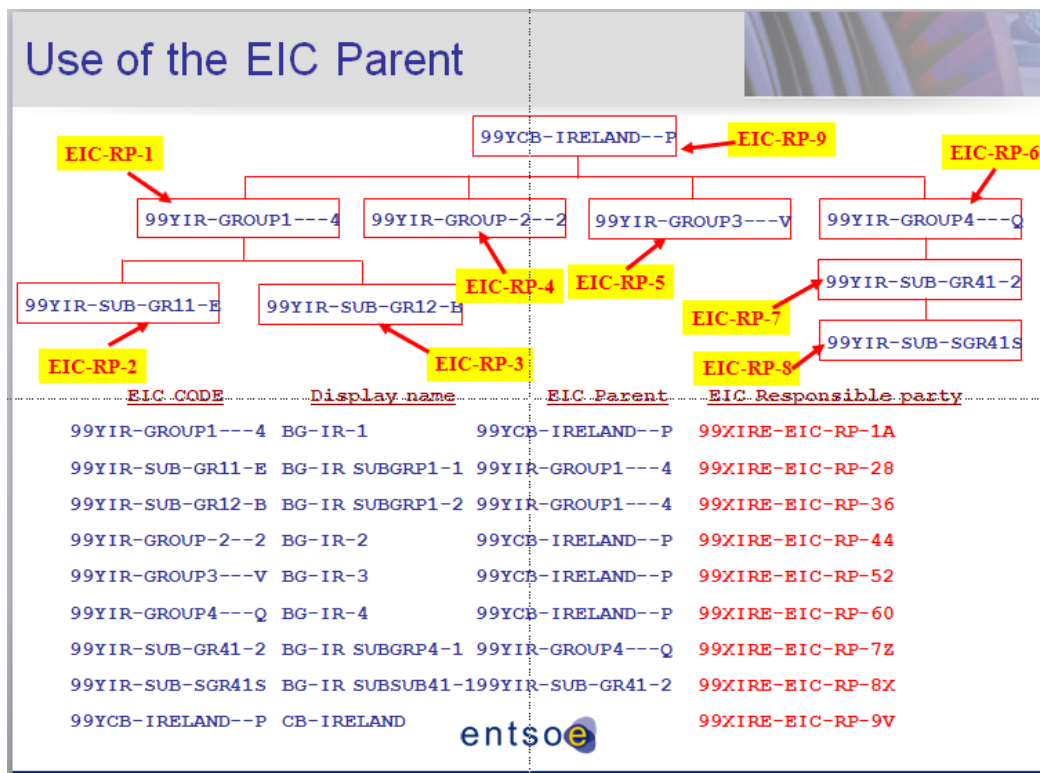 Use of the EIC Parent
99YCB-IRELAND--P
EIC-RP-9
EIC-RP-1
EIC-RP-6
99YIR-GROUP1---4
99YIR-GROUP-2--2
99YIR-GROUP3---V
99YIR-GROUP4---Q
EIC-RP-4
EIC-RP-5
99YIR-SUB-GR11-E
99YIR-SUB-GR12-B
99YIR-SUB-GR41-2
EIC-RP-7
99YIR-SUB-SGR41S
EIC-RP-2
EIC-RP-3
EIC-RP-8
EIC CODE Display name EIC Parent EIC Responsible party
99YIR-GROUP1---4 BG-IR-1 99YCB-IRELAND--P 99XIRE-EIC-RP-1A
99YIR-SUB-GR11-E BG-IR SUBGRP1-1 99YIR-GROUP1---4 99XIRE-EIC-RP-28
99YIR-SUB-GR12-B BG-IR SUBGRP1-2 99YIR-GROUP1---4 99XIRE-EIC-RP-36
99YIR-GROUP-2--2 BG-IR-2 99YCB-IRELAND--P 99XIRE-EIC-RP-44
99YIR-GROUP3---V BG-IR-3 99YCB-IRELAND--P 99XIRE-EIC-RP-52
99YIR-GROUP4---Q BG-IR-4 99YCB-IRELAND--P 99XIRE-EIC-RP-60
99YIR-SUB-GR41-2 BG-IR SUBGRP4-1 99YIR-GROUP4---Q 99XIRE-EIC-RP-7Z
99YIR-SUB-SGR41S BG-IR SUBSUB41-199YIR-SUB-GR41-2 99XIRE-EIC-RP-8X
99YCB-IRELAND--P CB-IRELAND 99XIRE-EIC-RP-9V
entsoe